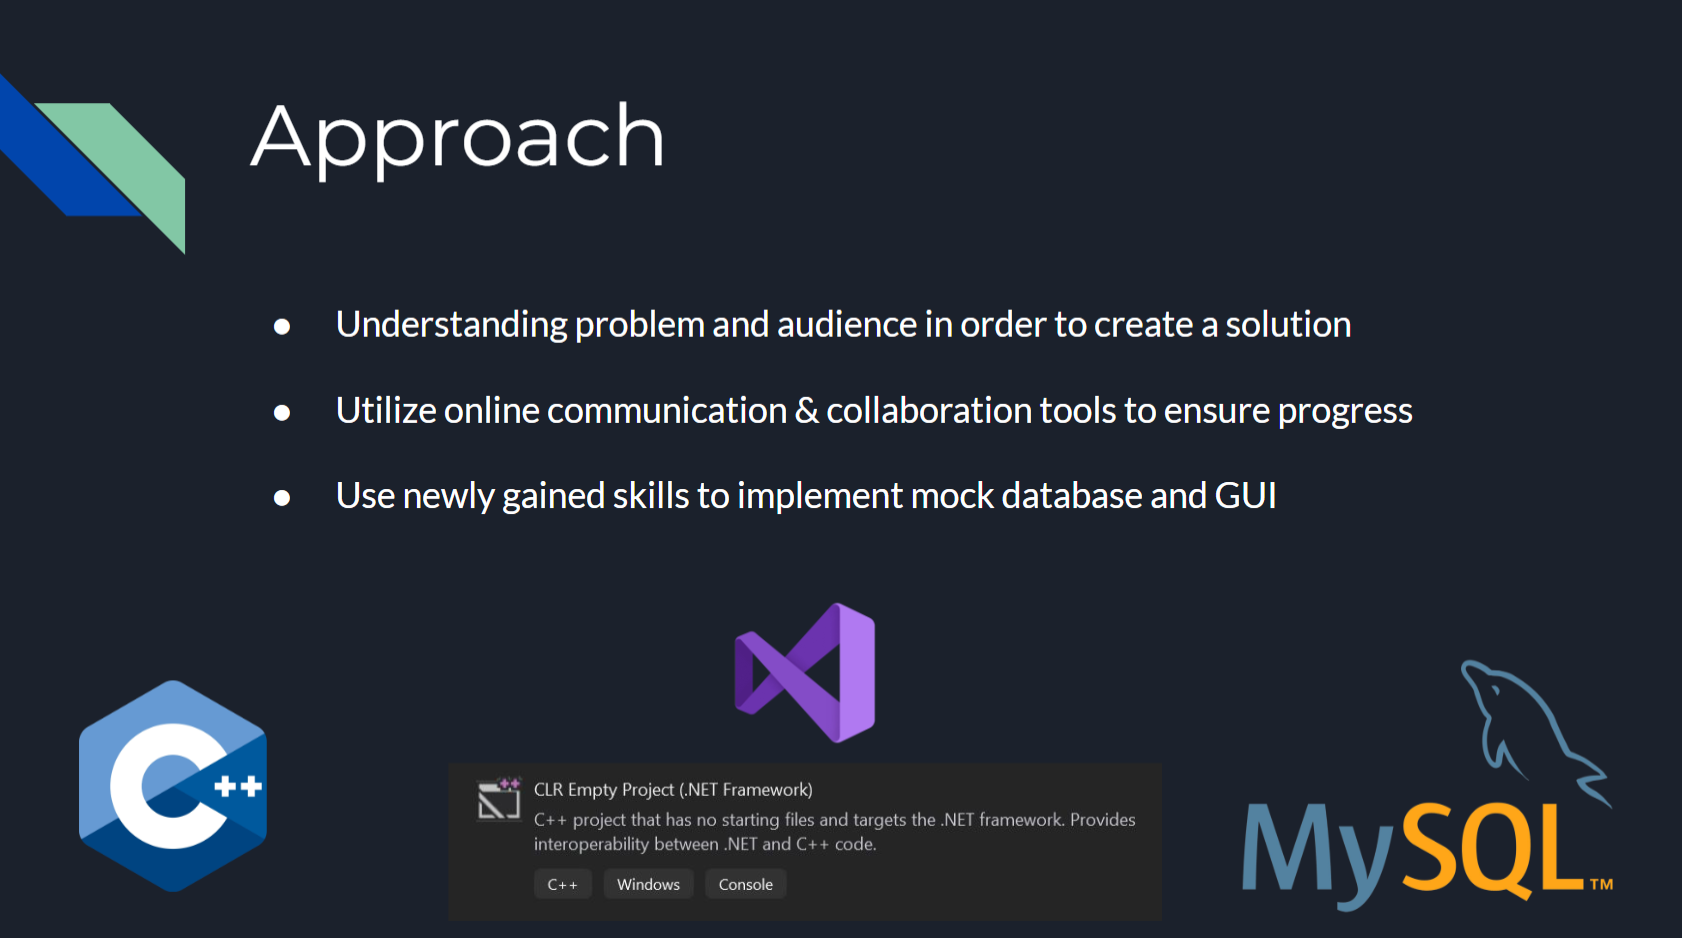 Approach
● Understanding problem and audience in order to create a solution
● Utilize online communication & collaboration tools to ensure progress
● Use newly gained skills to implement mock database and GUI
C++
CLR Empty Project (.NET Framework)
C++ project that has no starting files and targets the .NET framework. Provides
interoperability between .NET and C++ code.
C++ Windows Console
MySQL™